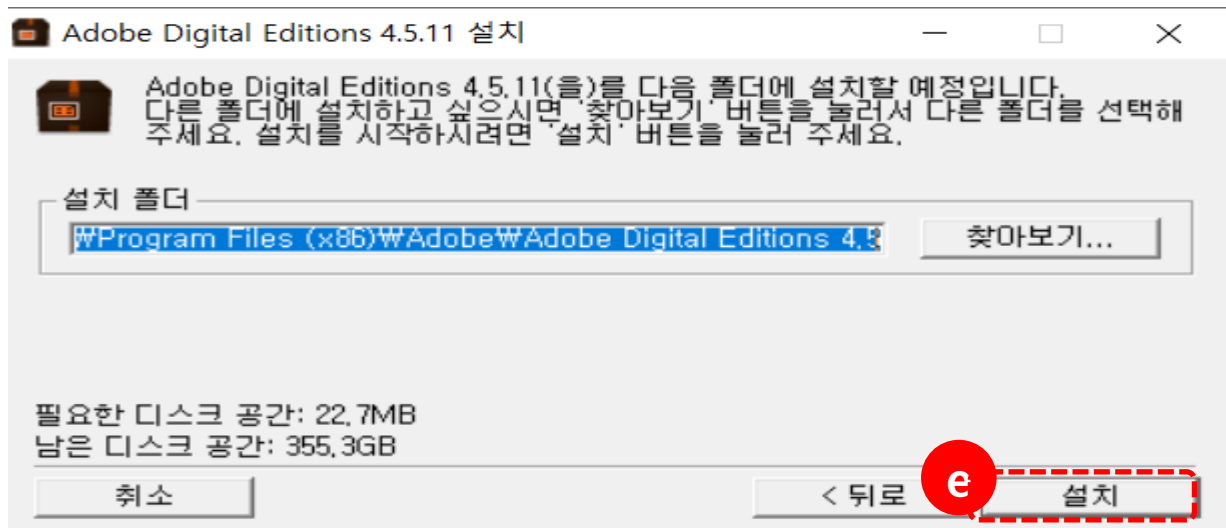 Adobe Digital Editions 4.5.11 설치
Adobe Digital Editions 4.5.11(을)를 다음 폴더에 설치할 예정입니다.
다른 폴더에 설치하고 싶으시면 '찾아보기' 버튼을 눌러서 다른 폴더를 선택해
주세요. 설치를 시작하시려면 '설치' 버튼을 눌러 주세요.
설치 폴더
₩Program Files (x86)₩Adobe₩Adobe Digital Editions 4.5
찾아보기...
필요한 디스크 공간: 22.7MB
남은 디스크 공간: 355.3GB
취소
< 뒤로
e
설치